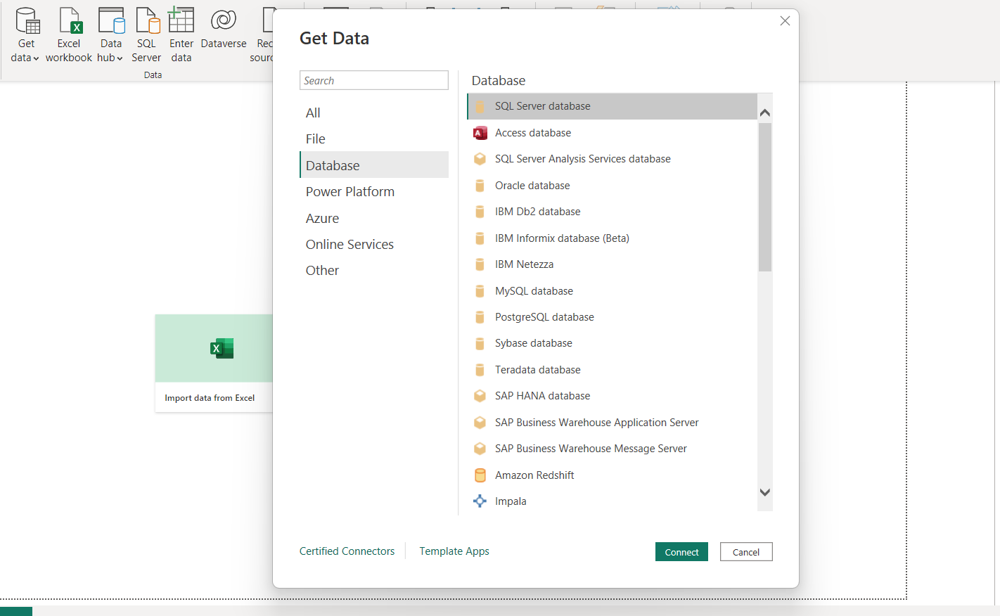 Get data
Excel workbook
Data hub
SQL Server
Enter data
Dataverse
Data
Import data from Excel
Get Data
Search
All
File
Database
Power Platform
Azure
Online Services
Other
Database
SQL Server database
Access database
SQL Server Analysis Services database
Oracle database
IBM Db2 database
IBM Informix database (Beta)
IBM Netezza
MySQL database
PostgreSQL database
Sybase database
Teradata database
SAP HANA database
SAP Business Warehouse Application Server
SAP Business Warehouse Message Server
Amazon Redshift
Impala
Certified Connectors
Template Apps
Connect
Cancel